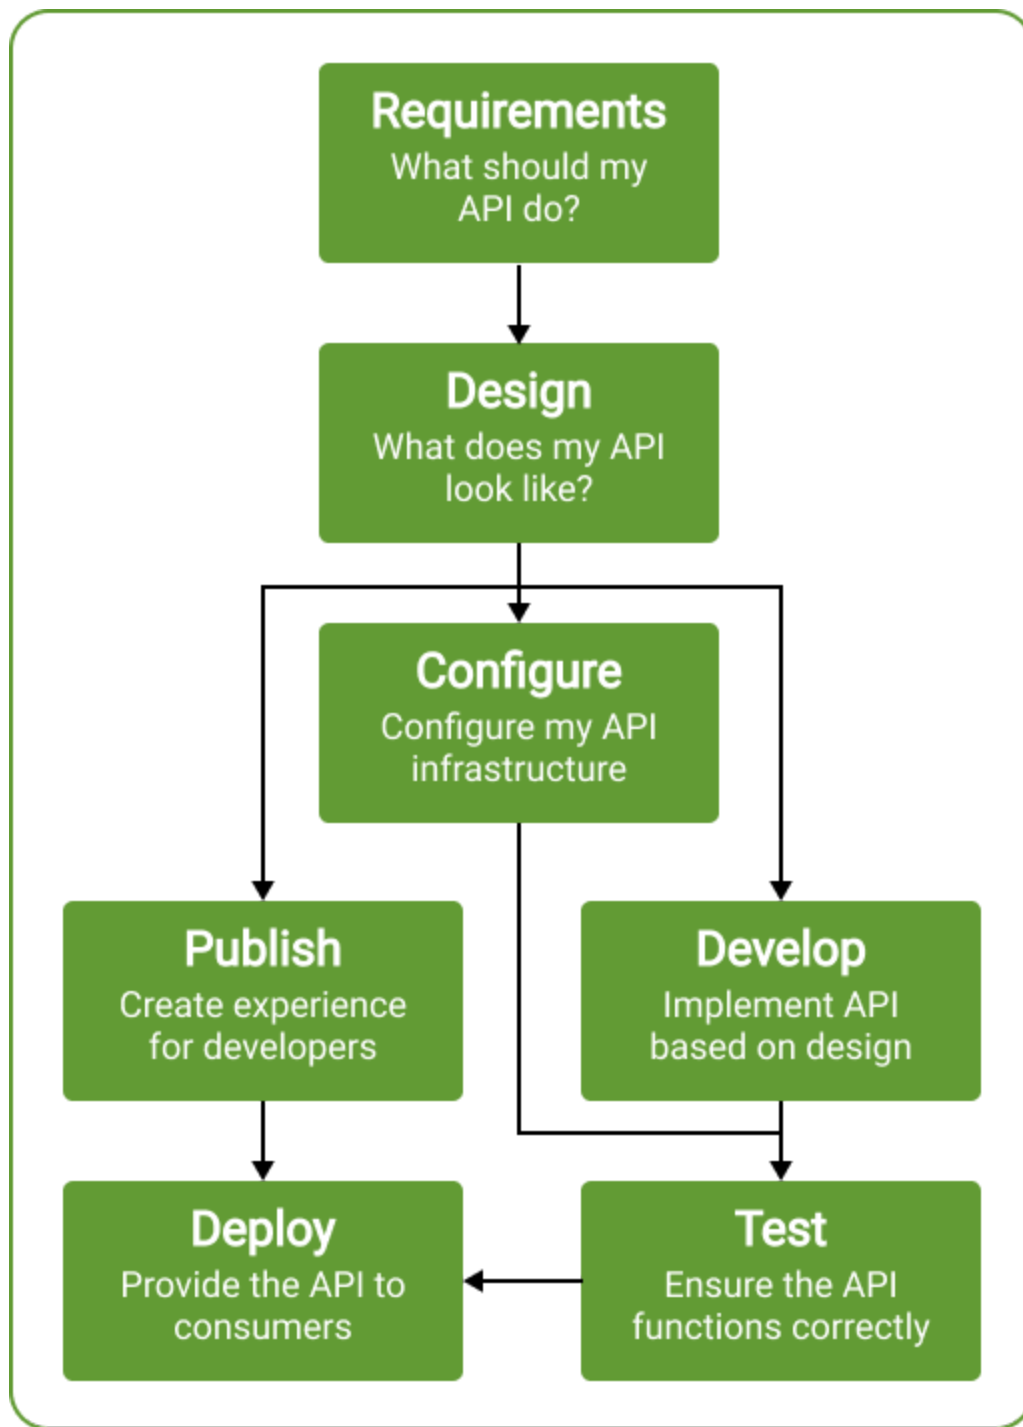 Requirements
What should my
API do?
Design
What does my API
look like?
Configure
Configure my API
infrastructure
Publish
Create experience
for developers
Develop
Implement API
based on design
Deploy
Provide the API to
consumers
Test
Ensure the API
functions correctly